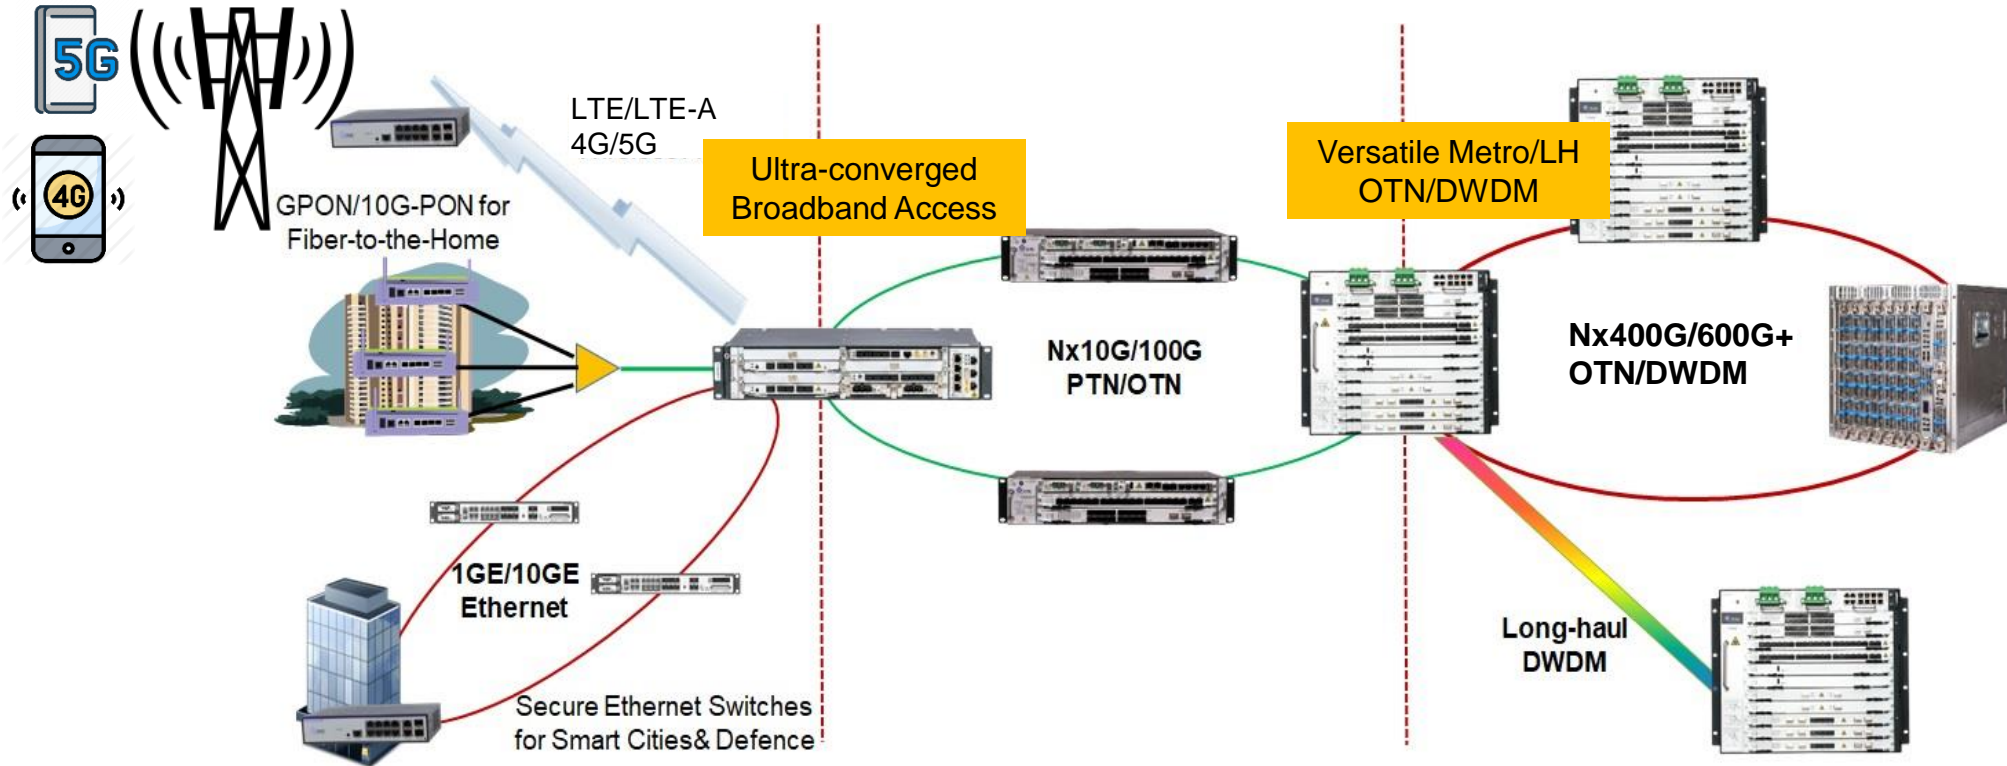 5G
4G
LTE/LTE-A
4G/5G
GPON/10G-PON for
Fiber-to-the-Home
Ultra-converged
Broadband Access
Versatile Metro/LH
OTN/DWDM
Nx10G/100G
PTN/OTN
Nx400G/600G+
OTN/DWDM
1GE/10GE
Ethernet
Long-haul
DWDM
Secure Ethernet Switches
for Smart Cities& Defence